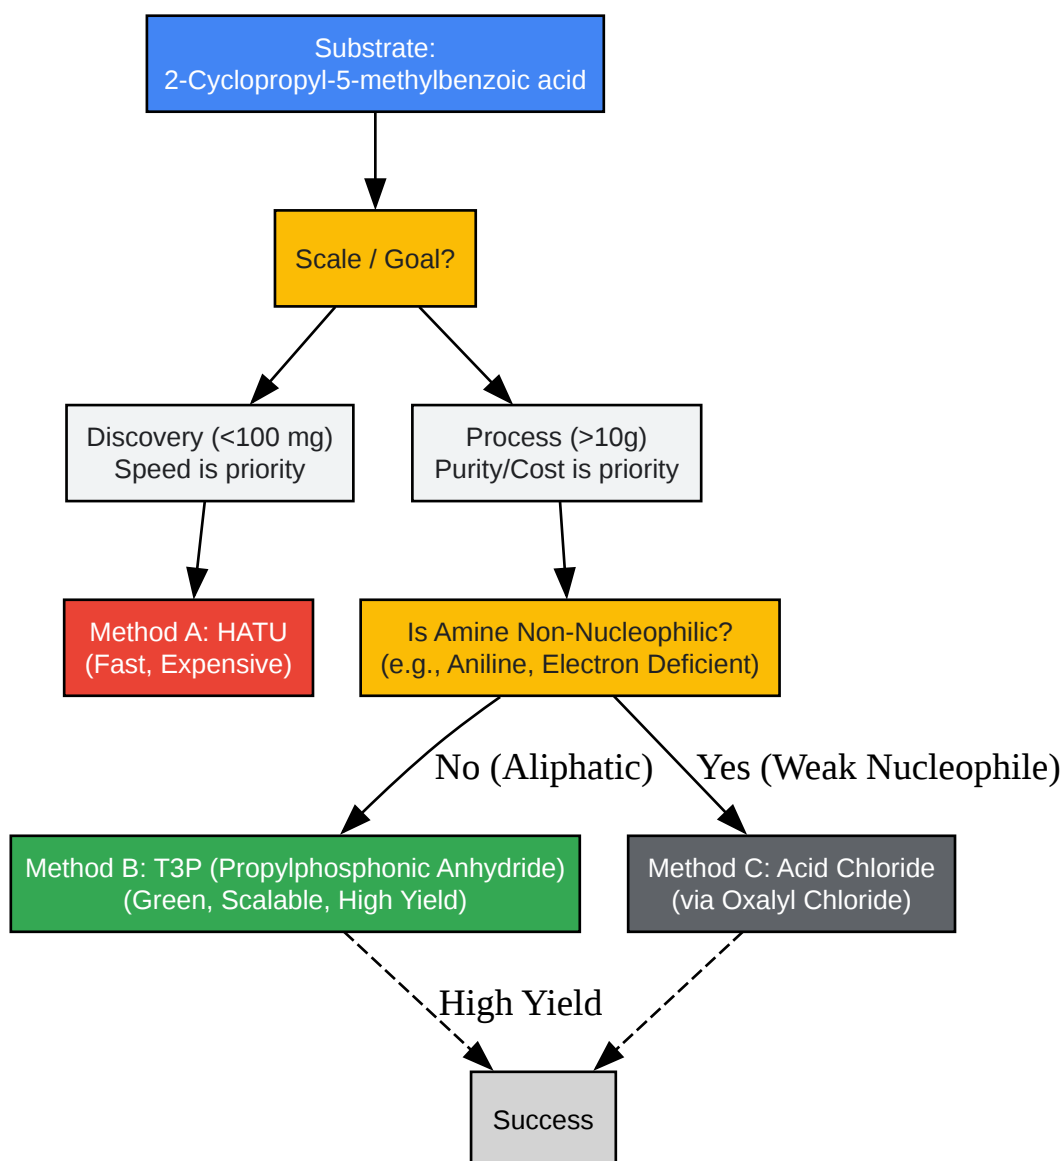 Substrate:
2-Cyclopropyl-5-methylbenzoic acid
Scale / Goal?
Discovery (<100 mg)
Speed is priority
Process (>10g)
Purity/Cost is priority
Method A: HATU
(Fast, Expensive)
Is Amine Non-Nucleophilic?
(e.g., Aniline, Electron Deficient)
No (Aliphatic)
Yes (Weak Nucleophile)
Method B: T3P (Propylphosphonic Anhydride)
(Green, Scalable, High Yield)
Method C: Acid Chloride
(via Oxalyl Chloride)
High Yield
Success